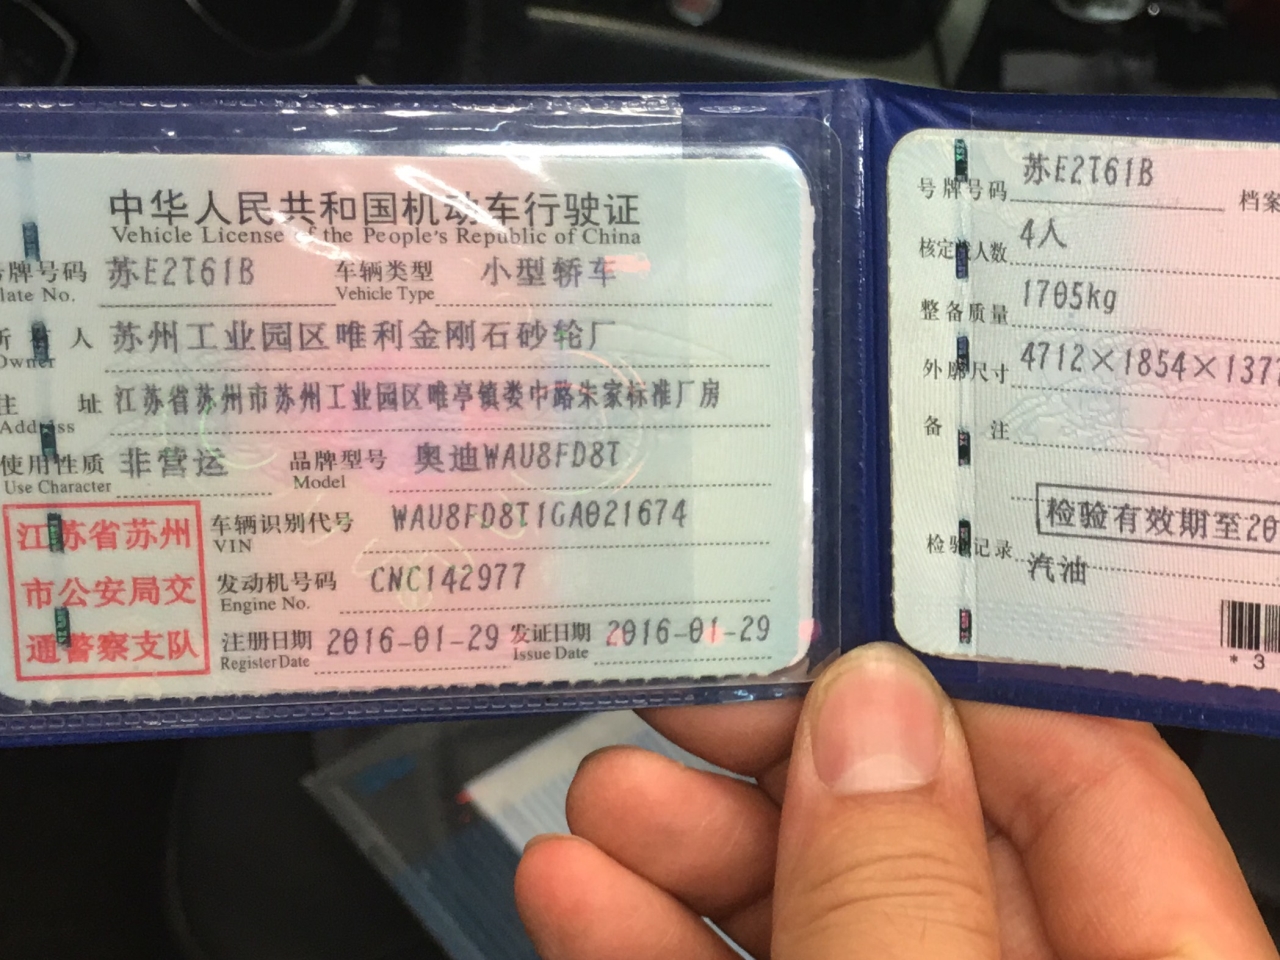 中华人民共和国机动车行驶证
Vehicle License of the People's Republic of China
号牌号码 苏E2T61B 车辆类型 小型轿车
Plate No. Vehicle Type
所 有 人 苏州工业园区唯利金刚石砂轮厂
Owner
住 址 江苏省苏州市苏州工业园区唯亭镇娄中路朱家标准厂房
Address
使用性质 非营运 品牌型号 奥迪WAU8FD8T
Use Character Model
江苏省苏州
市公安局交
通警察支队
车辆识别代号 WAU8FD8T1GA021674
VIN
发动机号码 CNC142977
Engine No.
注册日期 2016-01-29 发证日期 2016-01-29
Register Date Issue Date
号牌号码 苏E2T61B 档案
核定载人数 4人
整备质量 1705kg
外廓尺寸 4712×1854×137
备 注
检验有效期至20
检验记录 汽油
*3